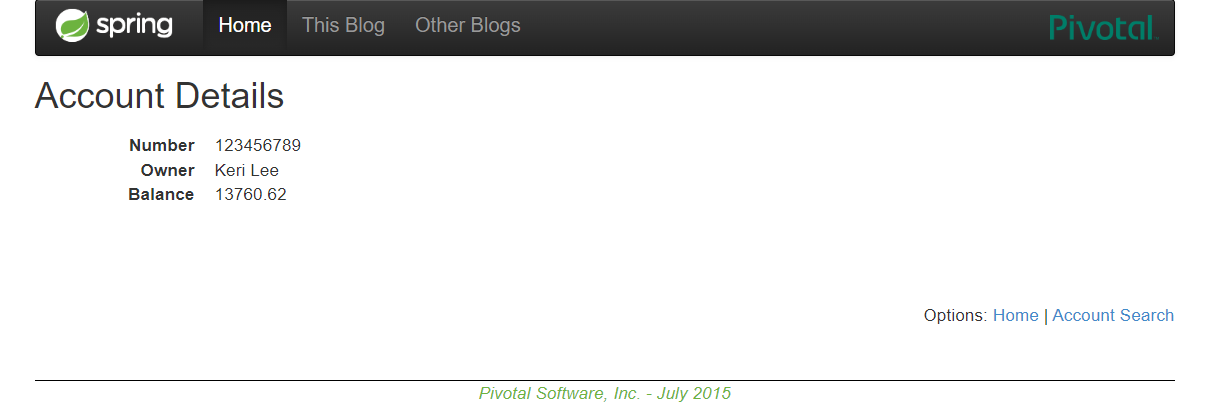 spring Home This Blog Other Blogs Pivotal
Account Details
Number 123456789
Owner Keri Lee
Balance 13760.62
Options: Home | Account Search
Pivotal Software, Inc. - July 2015